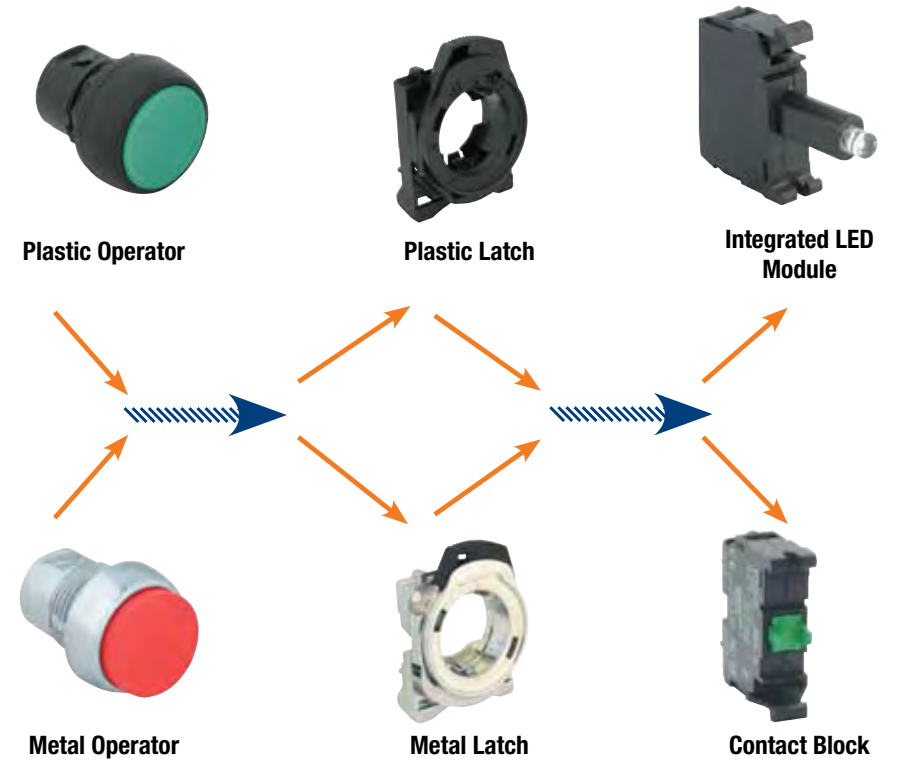 Plastic Operator
Plastic Latch
Integrated LED
Module
Metal Operator
Metal Latch
Contact Block